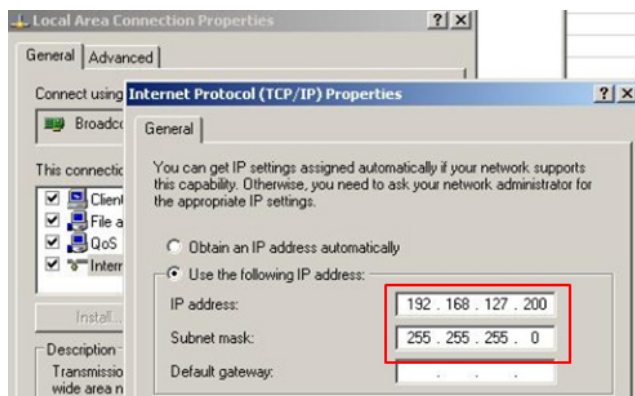 Local Area Connection Properties
General Advanced
Connect using
This connectic
Client
File a
QoS
Interr
Install...
Description
Transmissio
wide area n
Internet Protocol (TCP/IP) Properties
General
You can get IP settings assigned automatically if your network supports
this capability. Otherwise, you need to ask your network administrator for
the appropriate IP settings.
Obtain an IP address automatically
Use the following IP address:
IP address: 192 . 168 . 127 . 200
Subnet mask: 255 . 255 . 255 . 0
Default gateway: . . .